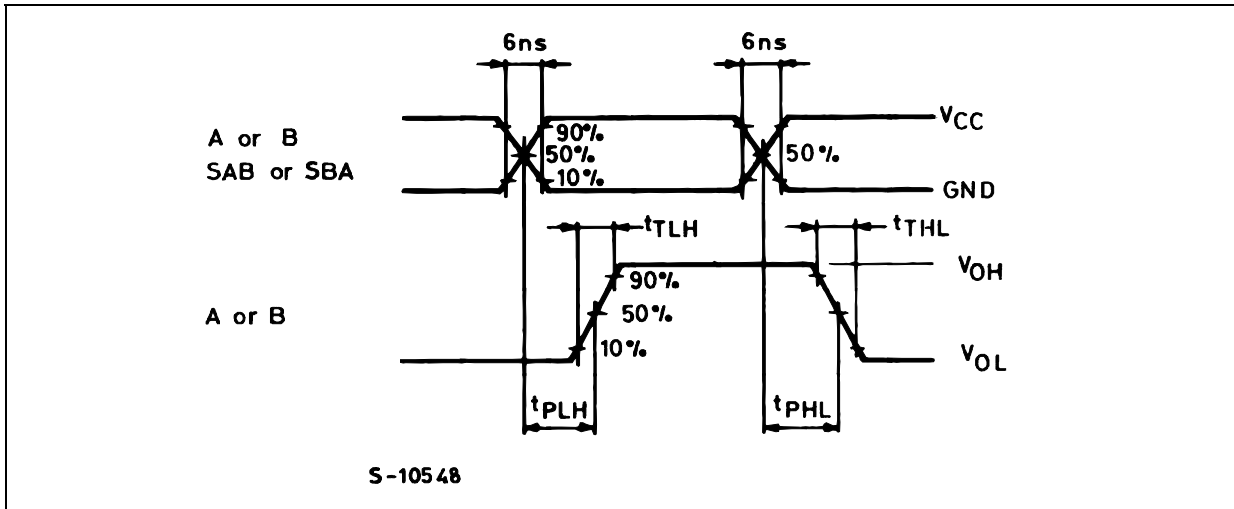 6ns 6ns
VCC
A or B 90%
50% 50%
SAB or SBA 10%
GND
tTLH tTHL
VOH
90%
A or B 50%
10%
VOL
tPLH tPHL
S-10548